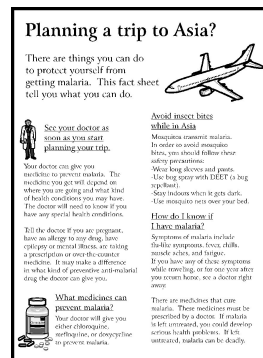 Planning a trip to Asia?
There are things you can do
to protect yourself from
getting malaria. This fact sheet
tell you what you can do.
See your doctor as
soon as you start
planning your trip.
Your doctor can give you
medicine to prevent malaria. The
medicine you get will depend on
where you are going and what kind
of health conditions you may have.
The doctor will need to know if you
have any special health conditions.
Tell the doctor if you are pregnant,
have an allergy to any drug, have
epilepsy or mental illness, are taking
a prescription or over-the-counter
medicine. It may make a difference
in what kind of preventive anti-malarial
drug the doctor can give you.
What medicines can
prevent malaria?
Your doctor will give you
either chloroquine,
mefloquine, or doxycycline
to prevent malaria.
Avoid insect bites
while in Asia
Mosquitos transmit malaria.
In order to avoid mosquito
bites, you should follow these
safety precautions:
-Wear long sleeves and pants.
-Use bug spray with DEET (a bug
repellant).
-Stay indoors when it gets dark.
-Use mosquito nets over your bed.
How do I know if
I have malaria?
Symptoms of malaria include
flu-like symptoms, fever, chills,
muscle aches, and fatigue.
If you have any of these symptoms
while traveling, or for one year after
you return home, see a doctor right
away.
There are medicines that cure
malaria. These medicines must be
prescribed by a doctor. If malaria
is left untreated, you could develop
serious health problems. If left
untreated, malaria can be deadly.